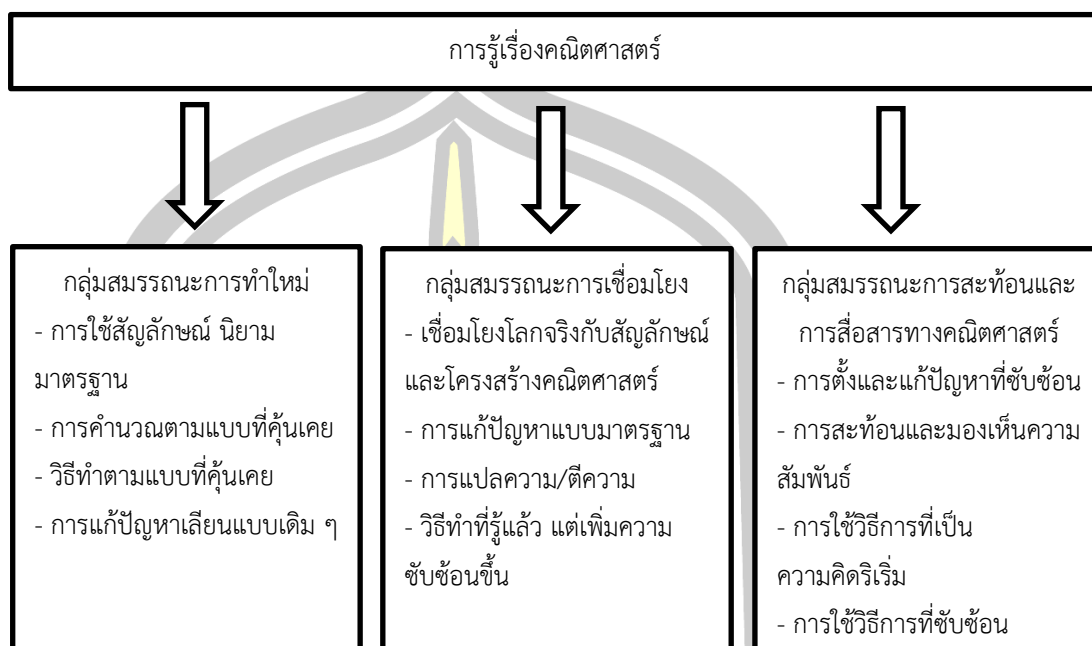 การรู้เรื่องคณิตศาสตร์
กลุ่มสมรรถนะการทำใหม่
- การใช้สัญลักษณ์ นิยาม
มาตรฐาน
- การคำนวณตามแบบที่คุ้นเคย
- วิธีทำตามแบบที่คุ้นเคย
- การแก้ปัญหาเลียนแบบเดิม ๆ
กลุ่มสมรรถนะการเชื่อมโยง
- เชื่อมโยงโลกจริงกับสัญลักษณ์
และโครงสร้างคณิตศาสตร์
- การแก้ปัญหาแบบมาตรฐาน
- การแปลความ/ตีความ
- วิธีทำที่รู้แล้ว แต่เพิ่มความ
ซับซ้อนขึ้น
กลุ่มสมรรถนะการสะท้อนและ
การสื่อสารทางคณิตศาสตร์
- การตั้งและแก้ปัญหาที่ซับซ้อน
- การสะท้อนและมองเห็นความ
สัมพันธ์
- การใช้วิธีการที่เป็น
ความคิดริเริ่ม
- การใช้วิธีการที่ซับซ้อน